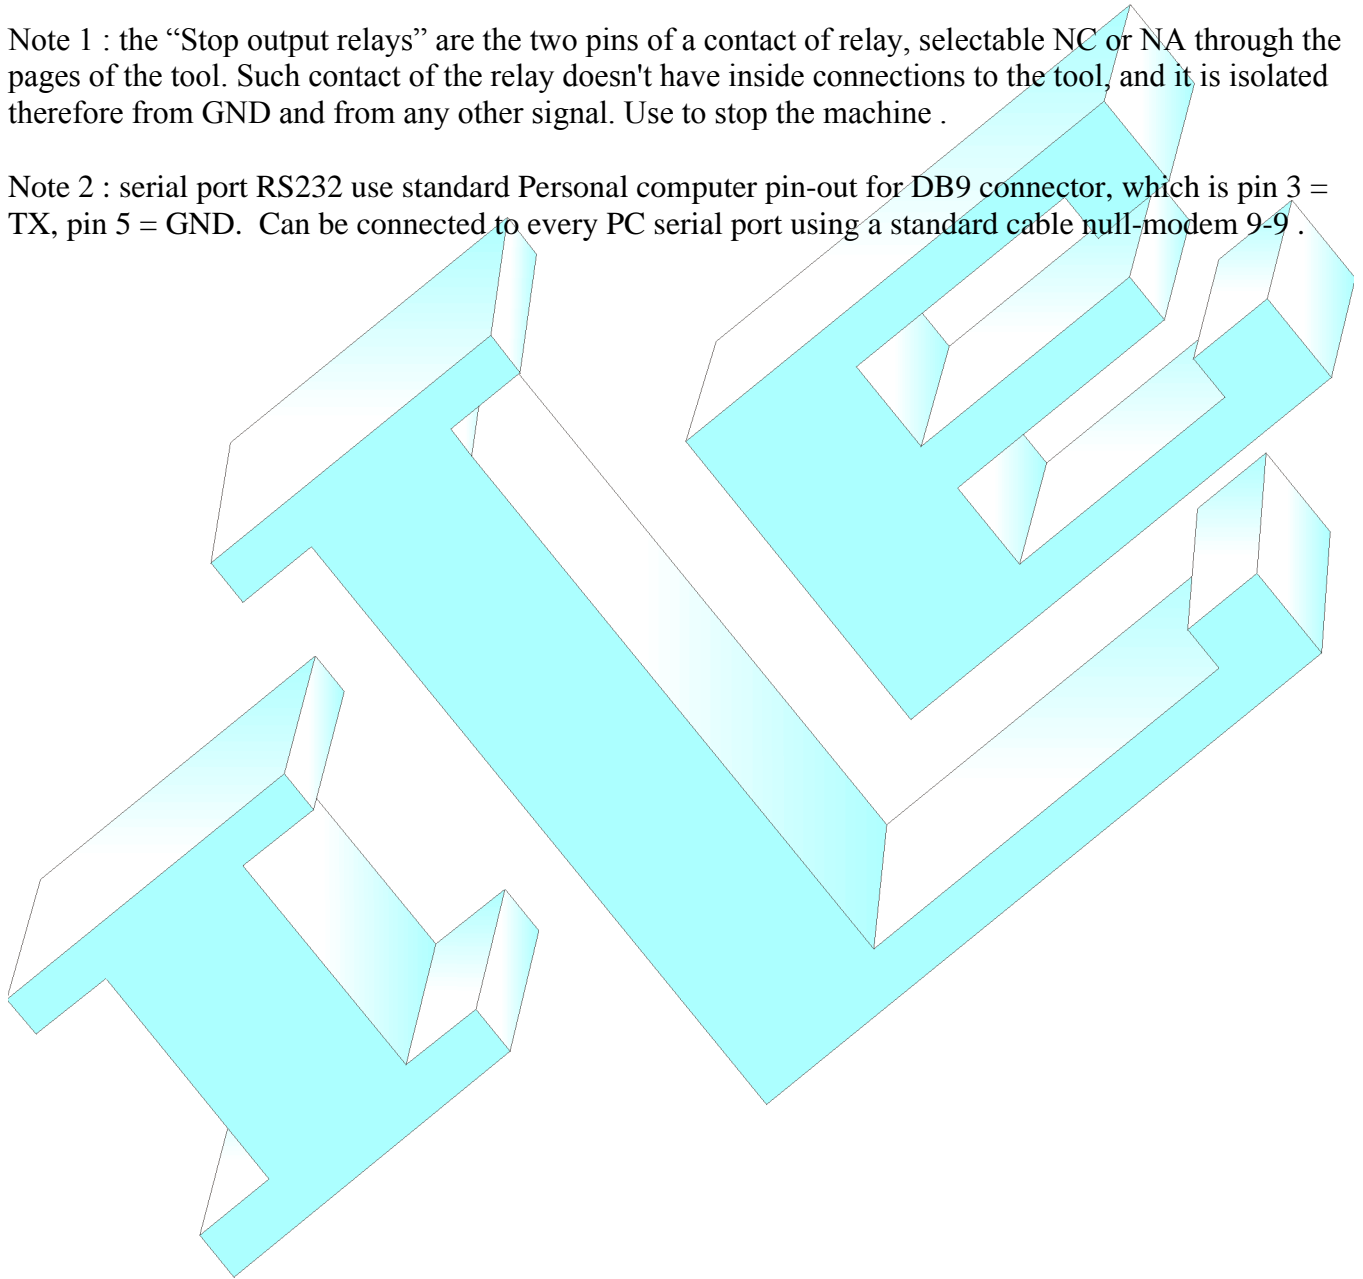 Note 1 : the “Stop output relays” are the two pins of a contact of relay, selectable NC or NA through the
pages of the tool. Such contact of the relay doesn't have inside connections to the tool, and it is isolated
therefore from GND and from any other signal. Use to stop the machine .
Note 2 : serial port RS232 use standard Personal computer pin-out for DB9 connector, which is pin 3 =
TX, pin 5 = GND.  Can be connected to every PC serial port using a standard cable null-modem 9-9 .
ILE